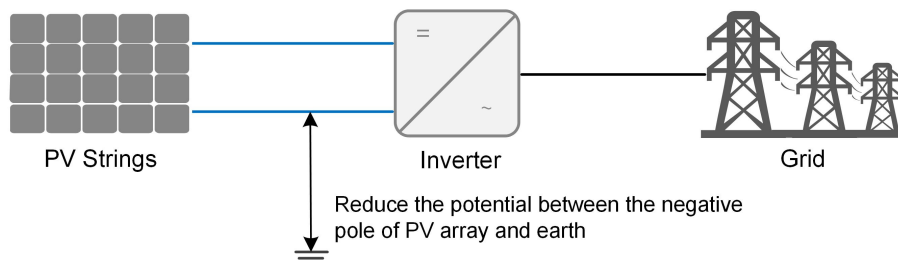 PV Strings
Inverter
Grid
Reduce the potential between the negative
pole of PV array and earth